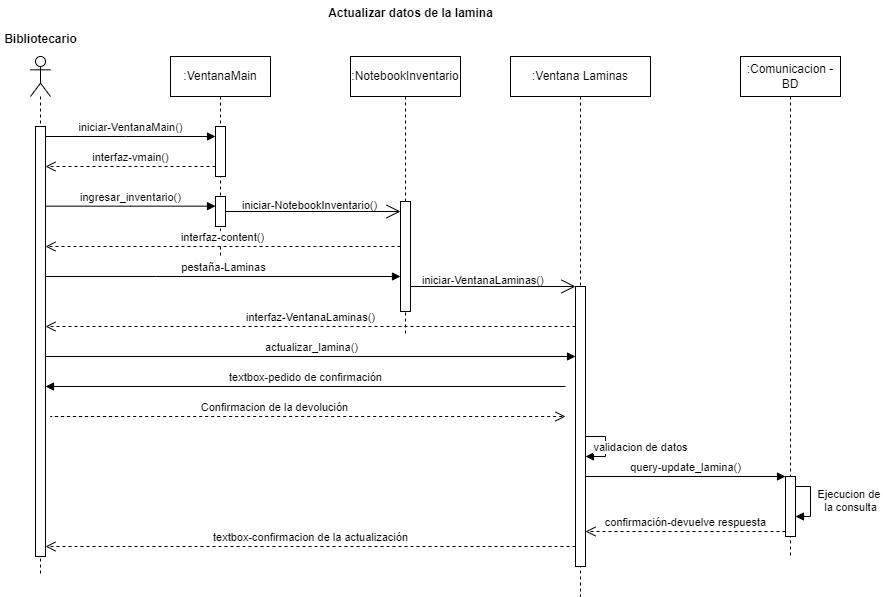 Actualizar datos de la lamina
Bibliotecario
:VentanaMain
:NotebookInventario
:Ventana Laminas
:Comunicacion -
BD
iniciar-VentanaMain()
interfaz-vmain()
ingresar_inventario()
iniciar-NotebookInventario()
interfaz-content()
pestaña-Laminas
iniciar-VentanaLaminas()
interfaz-VentanaLaminas()
actualizar_lamina()
textbox-pedido de confirmación
Confirmacion de la devolución
validacion de datos
query-update_lamina()
Ejecucion de
la consulta
confirmación-devuelve respuesta
textbox-confirmacion de la actualización